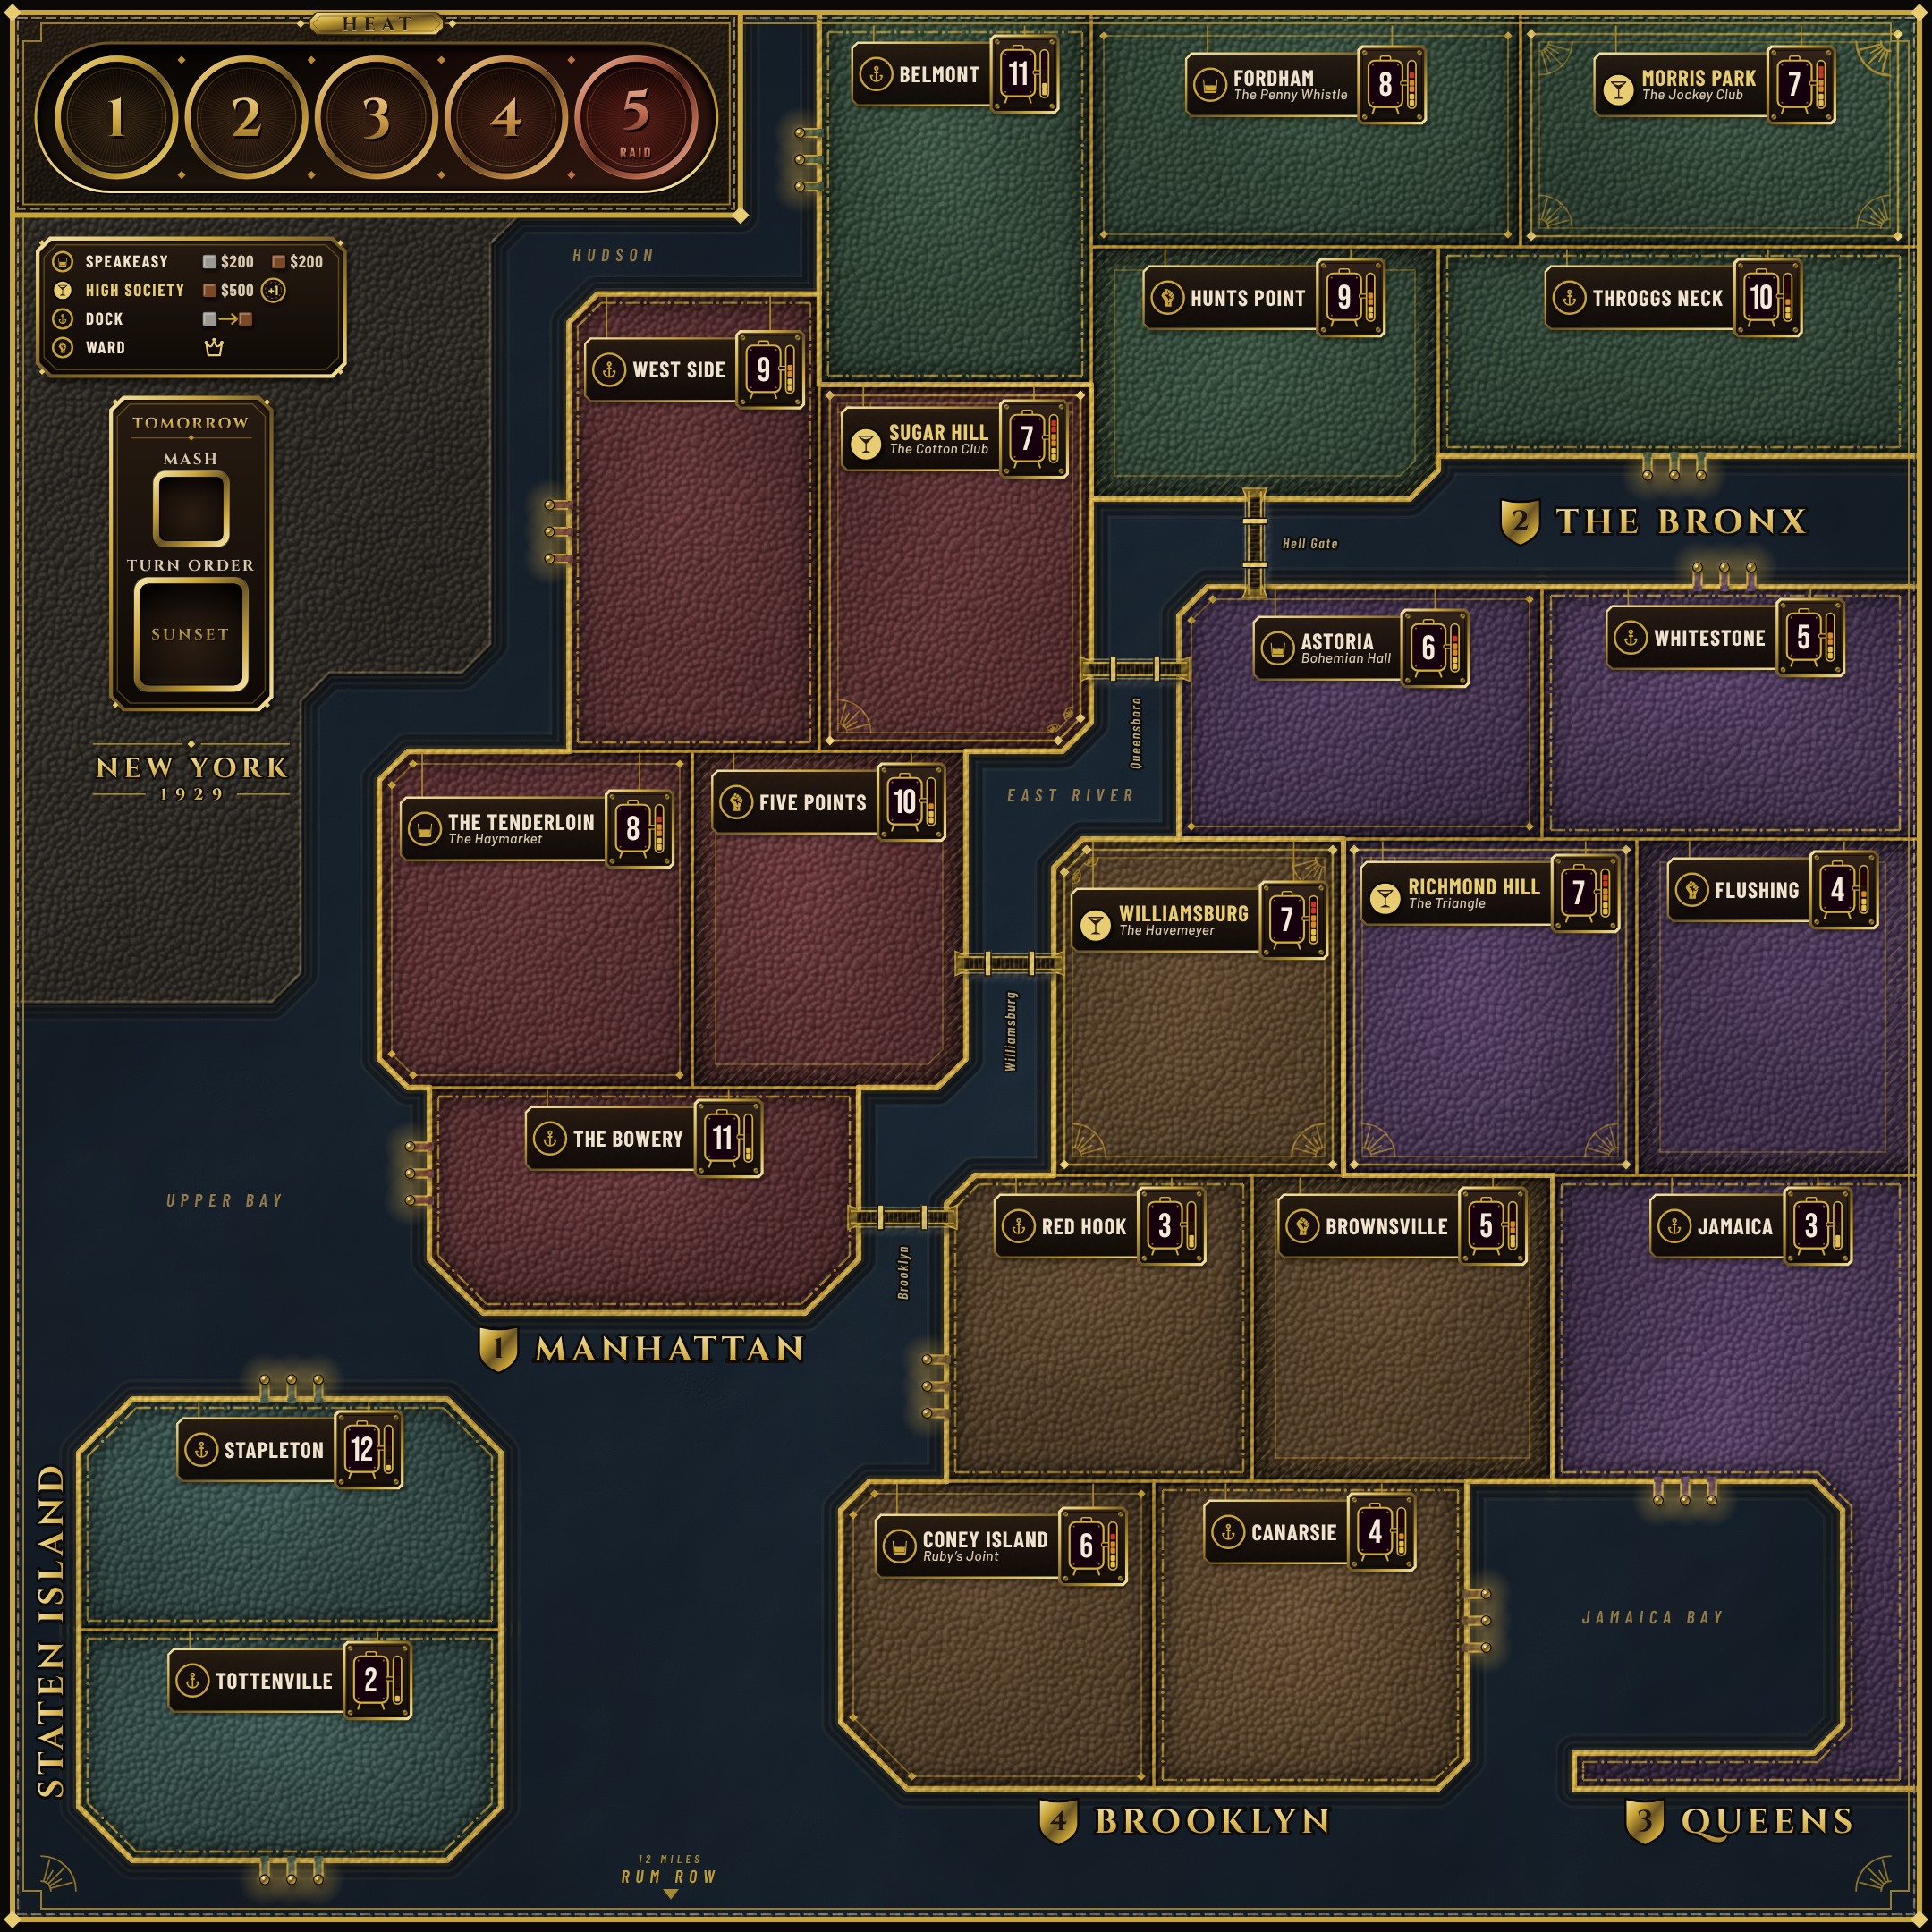 HEAT
1 2 3 4 5
RAID
SPEAKEASY $200 $200
HIGH SOCIETY $500 +1
DOCK
WARD
TOMORROW
MASH
TURN ORDER
SUNSET
NEW YORK
1929
HUDSON
BELMONT 11
FORDHAM 8
The Penny Whistle
MORRIS PARK 7
The Jockey Club
HUNTS POINT 9
THROGGS NECK 10
2 THE BRONX
Hell Gate
WEST SIDE 9
SUGAR HILL 7
The Cotton Club
ASTORIA 6
Bohemian Hall
WHITESTONE 5
Queensboro
EAST RIVER
THE TENDERLOIN 8
The Haymarket
FIVE POINTS 10
WILLIAMSBURG 7
The Havemeyer
RICHMOND HILL 7
The Triangle
FLUSHING 4
Williamsburg
THE BOWERY 11
UPPER BAY
Brooklyn
RED HOOK 3
BROWNSVILLE 5
JAMAICA 3
1 MANHATTAN
STATEN ISLAND
STAPLETON 12
TOTTENVILLE 2
CONEY ISLAND 6
Ruby's Joint
CANARSIE 4
JAMAICA BAY
4 BROOKLYN
3 QUEENS
12 MILES
RUM ROW